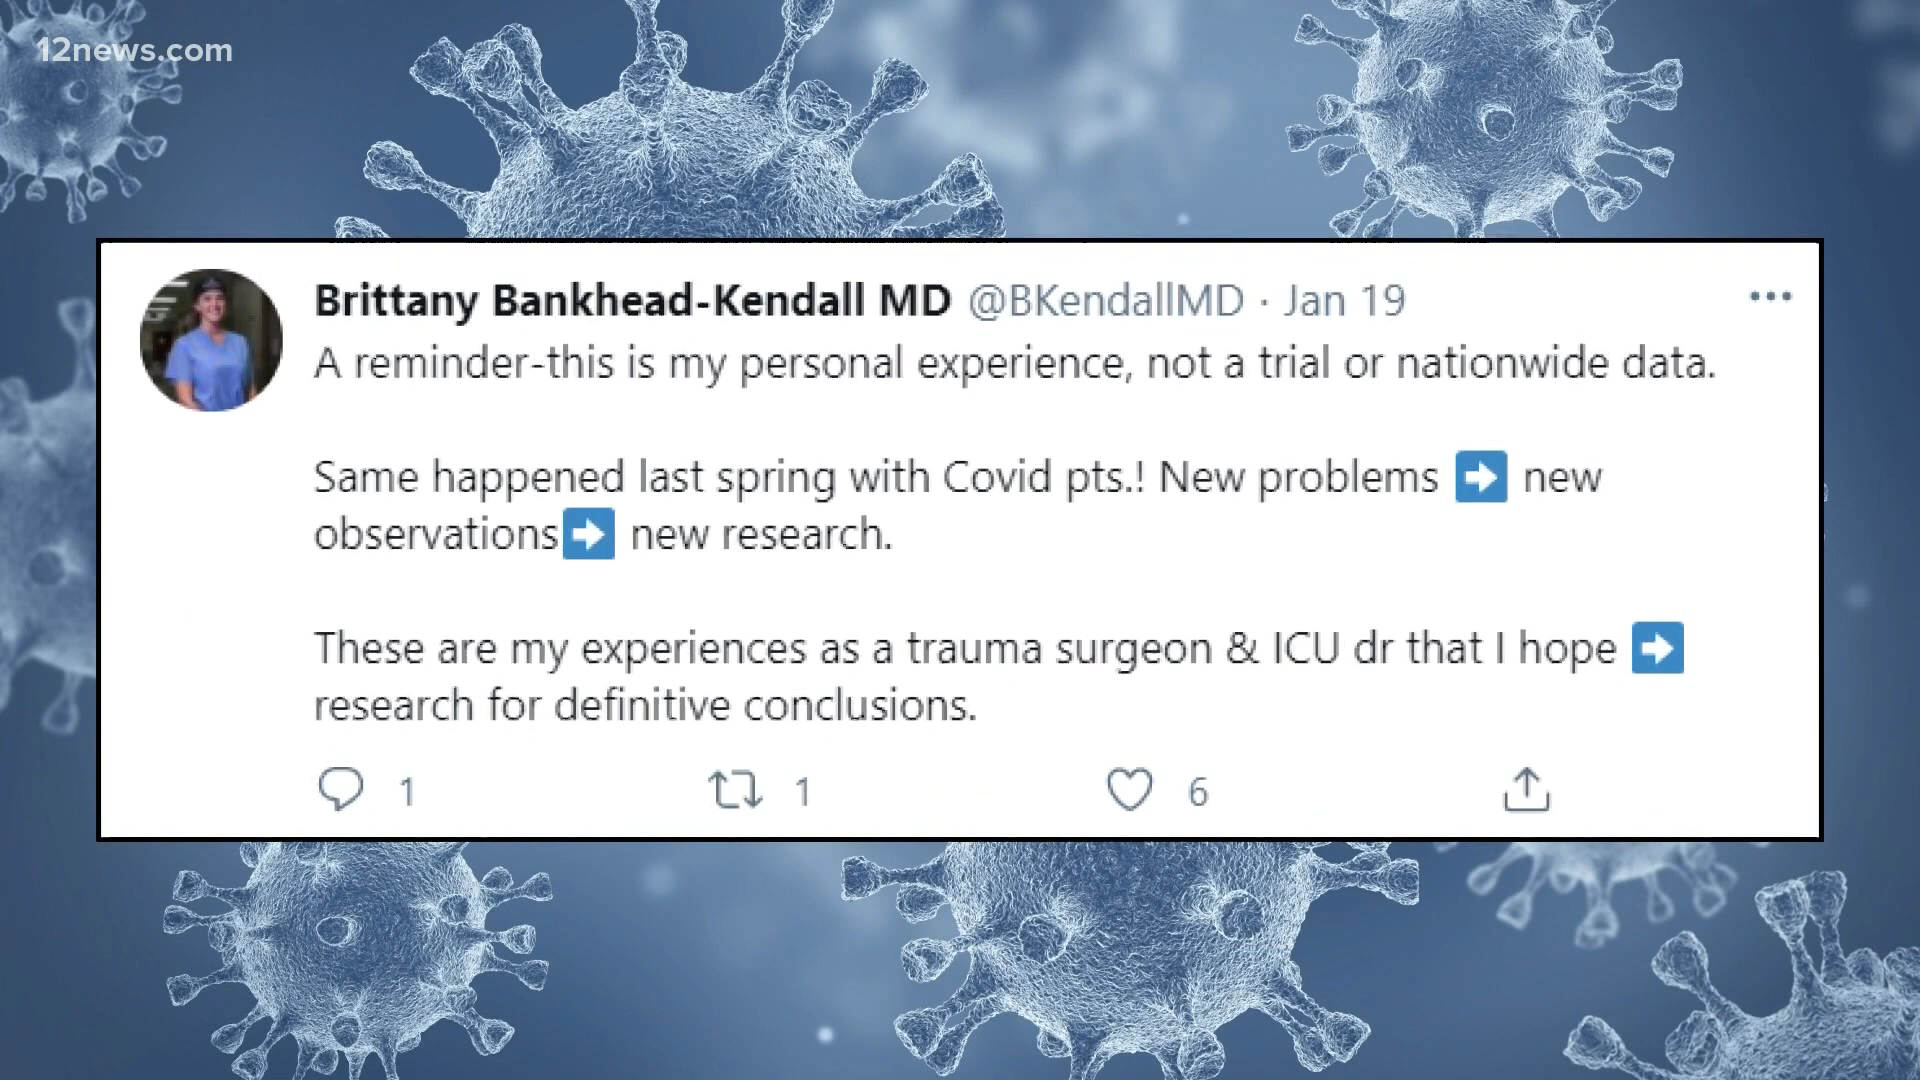 12news.com
Brittany Bankhead-Kendall MD @BKendallMD · Jan 19
A reminder-this is my personal experience, not a trial or nationwide data.
Same happened last spring with Covid pts.! New problems ➡️ new
observations➡️ new research.
These are my experiences as a trauma surgeon & ICU dr that I hope ➡️
research for definitive conclusions.
1 1 6